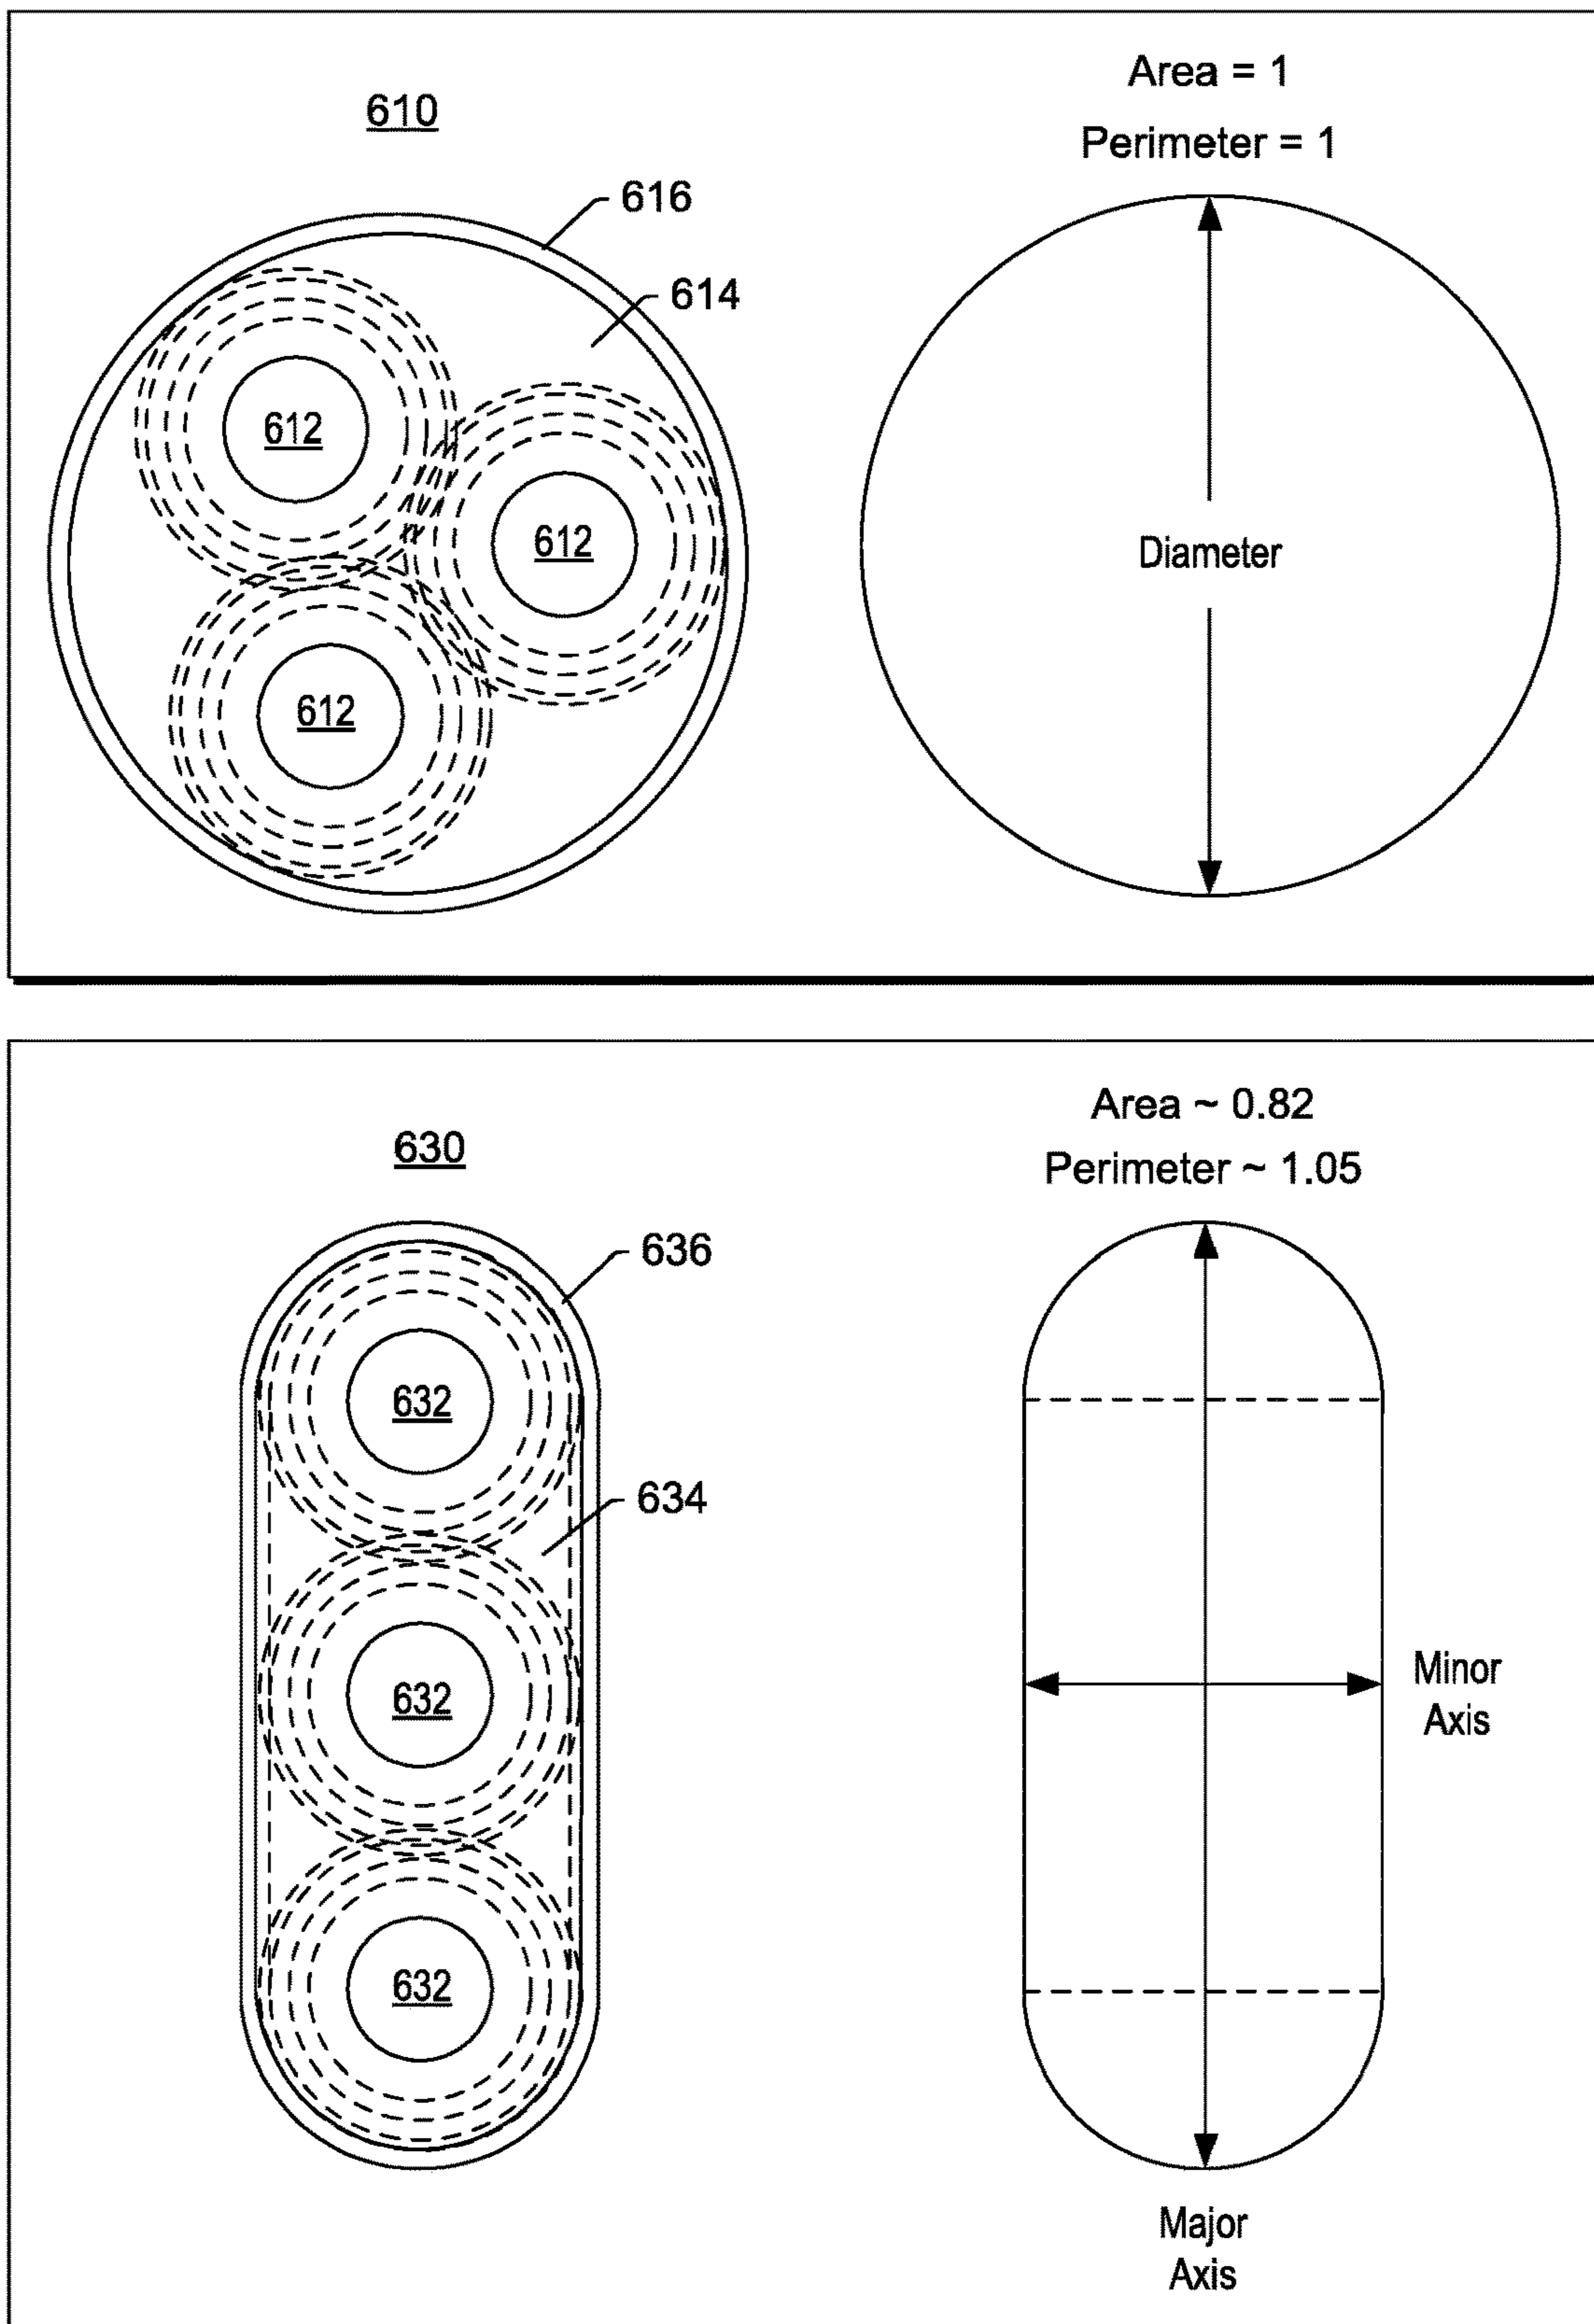 Area = 1
610
Perimeter = 1
616
614
612
612
Diameter
612
Area ~ 0.82
630
Perimeter ~ 1.05
636
632
634
632
Minor
Axis
632
Major
Axis